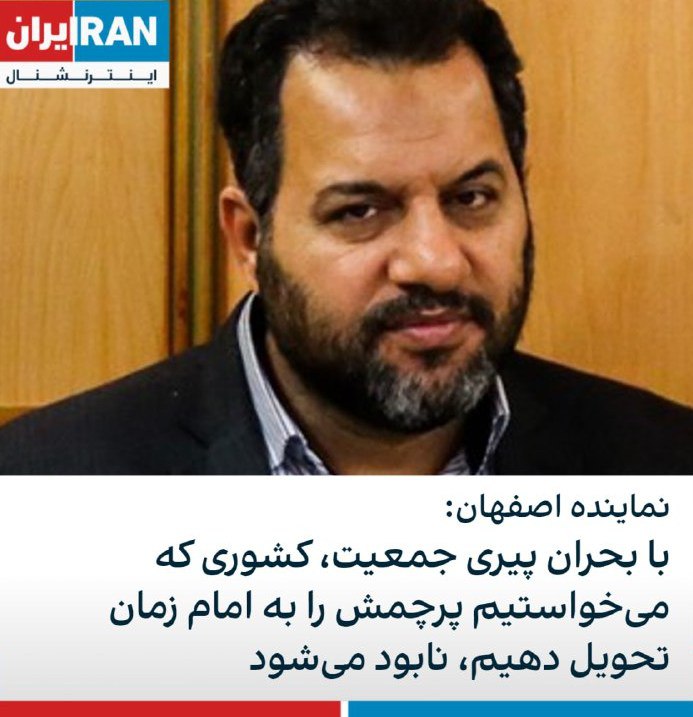 ایران IRAN
اینترنشنال
نماینده اصفهان:
با بحران پیری جمعیت، کشوری که
می‌خواستیم پرچمش را به امام زمان
تحویل دهیم، نابود می‌شود